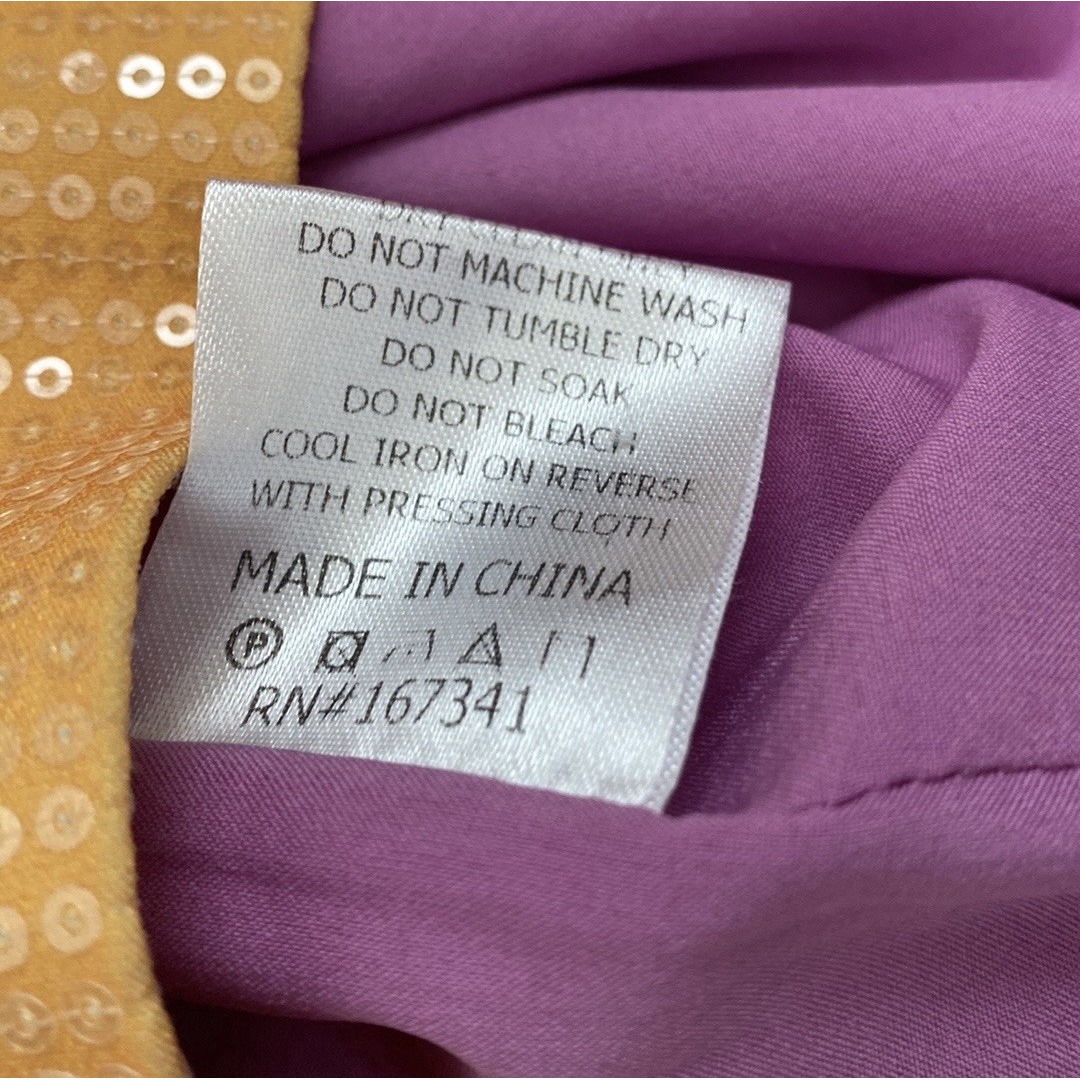 DO NOT MACHINE WASH
DO NOT TUMBLE DRY
DO NOT SOAK
DO NOT BLEACH
COOL IRON ON REVERSE
WITH PRESSING CLOTH
MADE IN CHINA
P
RN#167341